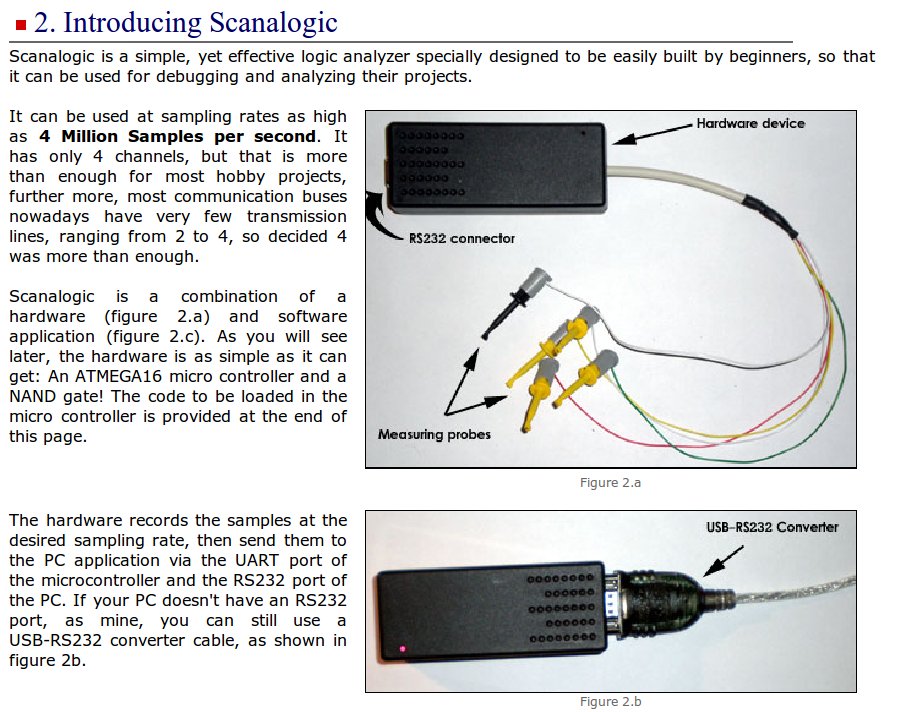 2. Introducing Scanalogic
Scanalogic is a simple, yet effective logic analyzer specially designed to be easily built by beginners, so that
it can be used for debugging and analyzing their projects.
It can be used at sampling rates as high
as 4 Million Samples per second. It
has only 4 channels, but that is more
than enough for most hobby projects,
further more, most communication buses
nowadays have very few transmission
lines, ranging from 2 to 4, so decided 4
was more than enough.
Scanalogic is a combination of a
hardware (figure 2.a) and software
application (figure 2.c). As you will see
later, the hardware is as simple as it can
get: An ATMEGA16 micro controller and a
NAND gate! The code to be loaded in the
micro controller is provided at the end of
this page.
Hardware device
RS232 connector
Measuring probes
Figure 2.a
The hardware records the samples at the
desired sampling rate, then send them to
the PC application via the UART port of
the microcontroller and the RS232 port of
the PC. If your PC doesn't have an RS232
port, as mine, you can still use a
USB-RS232 converter cable, as shown in
figure 2b.
USB-RS232 Converter
Figure 2.b